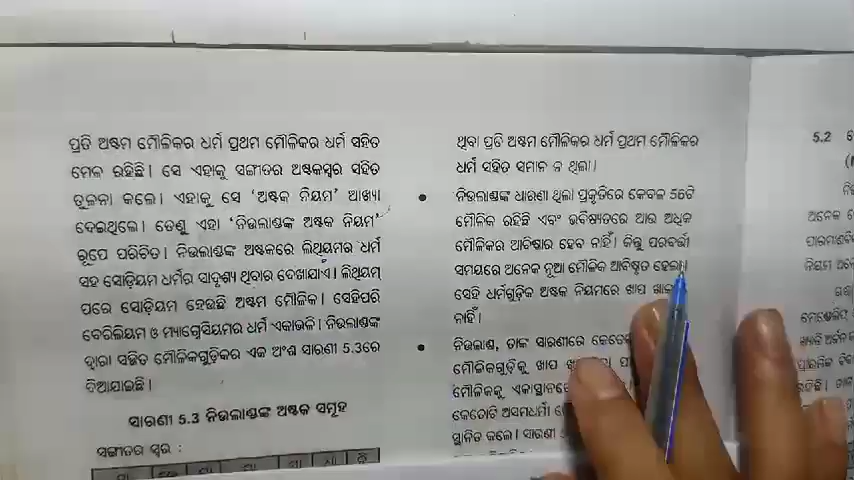 ପ୍ରତି ଅଷ୍ଟମ ମୌଳିକର ଧର୍ମ ପ୍ରଥମ ମୌଳିକର ଧର୍ମ ସହିତ
ମେଳ ରହିଛି। ସେ ଏହାକୁ ସଙ୍ଗୀତର ଅଷ୍ଟକସ୍ୱର ସହିତ
ତୁଳନା କଲେ। ଏହାକୁ ସେ ‘ଅଷ୍ଟକ ନିୟମ’ ଆଖ୍ୟା
ଦେଇଥିଲେ। ତେଣୁ ଏହା ‘ନିଉଲାଣ୍ଡଙ୍କ ଅଷ୍ଟକ ନିୟମ’
ରୂପେ ପରିଚିତ। ନିଉଲାଣ୍ଡଙ୍କ ଅଷ୍ଟକରେ ଲିଥିୟମର ଧର୍ମ
ସହ ସୋଡ଼ିୟମ ଧର୍ମର ସାଦୃଶ୍ୟ ଥିବାର ଦେଖାଯାଏ। ଲିଥିୟମ୍
ପରେ ସୋଡ଼ିୟମ ହେଉଛି ଅଷ୍ଟମ ମୌଳିକ। ସେହିପରି
ବେରିଲିୟମ ଓ ମ୍ୟାଗ୍ନେସିୟମର ଧର୍ମ ଏକାଭଳି। ନିଉଲାଣ୍ଡଙ୍କ
ଦ୍ୱାରା ସଜ୍ଜିତ ମୌଳିକଗୁଡ଼ିକର ଏକ ଅଂଶ ସାରଣୀ 5.3ରେ
ଦିଆଯାଇଛି।
ସାରଣୀ 5.3 ନିଉଲାଣ୍ଡଙ୍କ ଅଷ୍ଟକ ସମୂହ
ସଙ୍ଗୀତର ସ୍ୱର :
ଥିବା ପ୍ରତି ଅଷ୍ଟମ ମୌଳିକର ଧର୍ମ ପ୍ରଥମ ମୌଳିକର
ଧର୍ମ ସହିତ ସମାନ ନ ଥିଲା।
• ନିଉଲାଣ୍ଡଙ୍କ ଧାରଣା ଥିଲା ପ୍ରକୃତିରେ କେବଳ 56ଟି
ମୌଳିକ ରହିଛି ଏବଂ ଭବିଷ୍ୟତରେ ଆଉ ଅଧିକ
ମୌଳିକର ଆବିଷ୍କାର ହେବ ନାହିଁ। କିନ୍ତୁ ପରବର୍ତ୍ତୀ
ସମୟରେ ଅନେକ ନୂଆ ମୌଳିକ ଆବିଷ୍କୃତ ହେଲା।
ସେହି ଧର୍ମଗୁଡ଼ିକ ଅଷ୍ଟକ ନିୟମରେ ଖାପ
ନାହିଁ।
• ନିଉଲାଣ୍ଡ, ତାଙ୍କ ସାରଣୀରେ
ମୌଳିକଗୁଡ଼ିକୁ ଖାପ
ମୌଳିକକୁ
କେତୋଟି ଅସମଧର୍ମୀ
ସ୍ଥାନିତ କଲେ। ସାରଣୀ
5.2
ଅନେକ